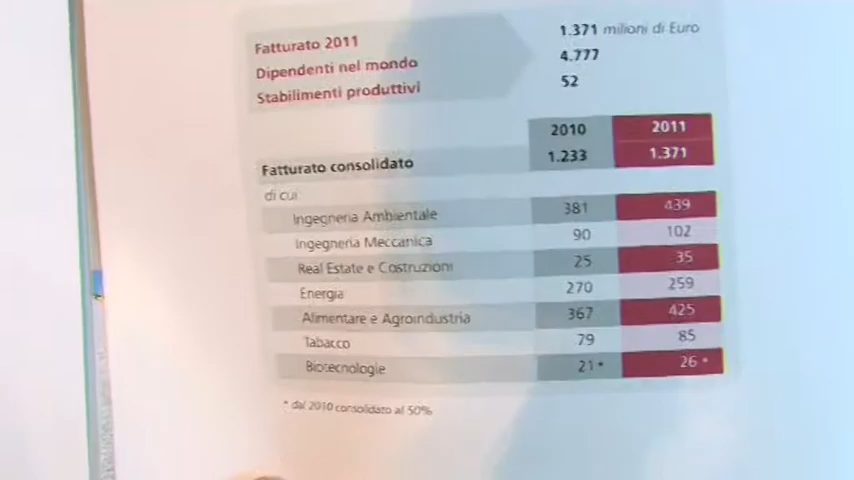 Fatturato 2011 1.371 milioni di Euro
Dipendenti nel mondo 4.777
Stabilimenti produttivi 52
2010 2011
Fatturato consolidato 1.233 1.371
di cui
Ingegneria Ambientale 381 439
Ingegneria Meccanica 90 102
Real Estate e Costruzioni 25 35
Energia 270 259
Alimentare e Agroindustria 367 425
Tabacco 79 85
Biotecnologie 21* 26*
* dal 2010 consolidato al 50%